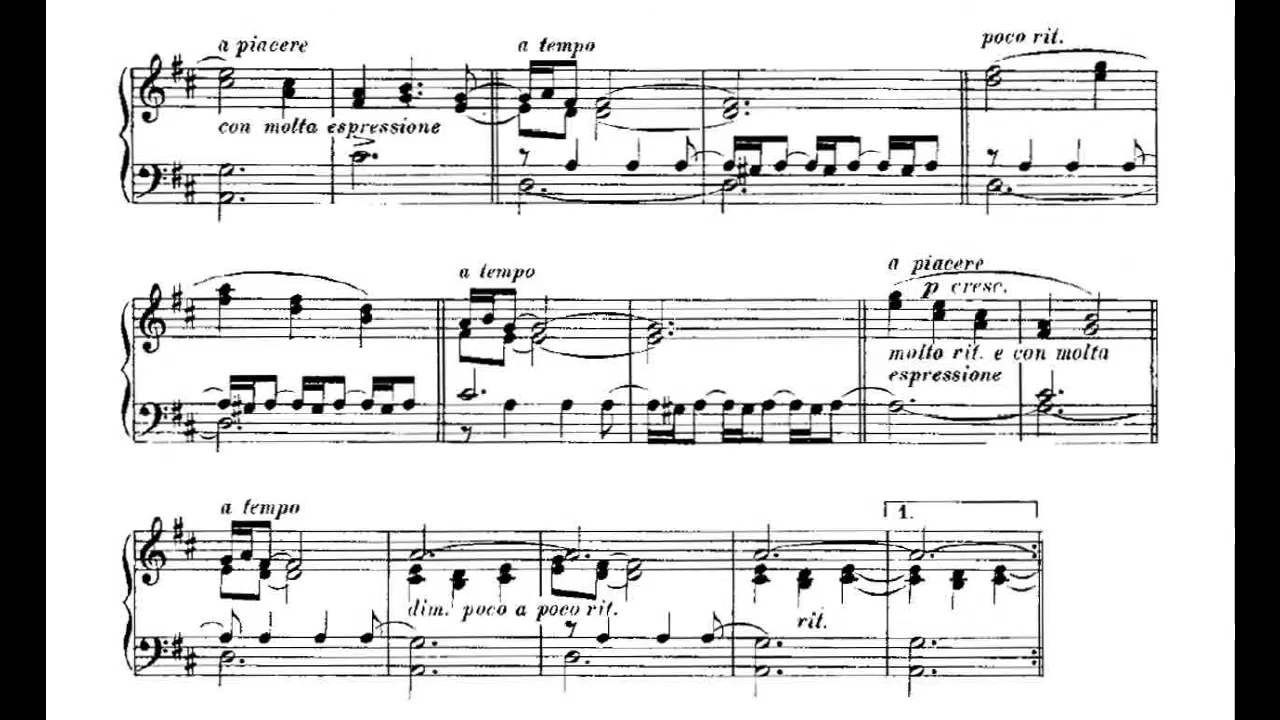 a piacere
a tempo
poco rit.
con molta espressione
a tempo
a piacere
p cresc.
molto rit. e con molta
espressione
a tempo
1.
dim. poco a poco rit.
rit.